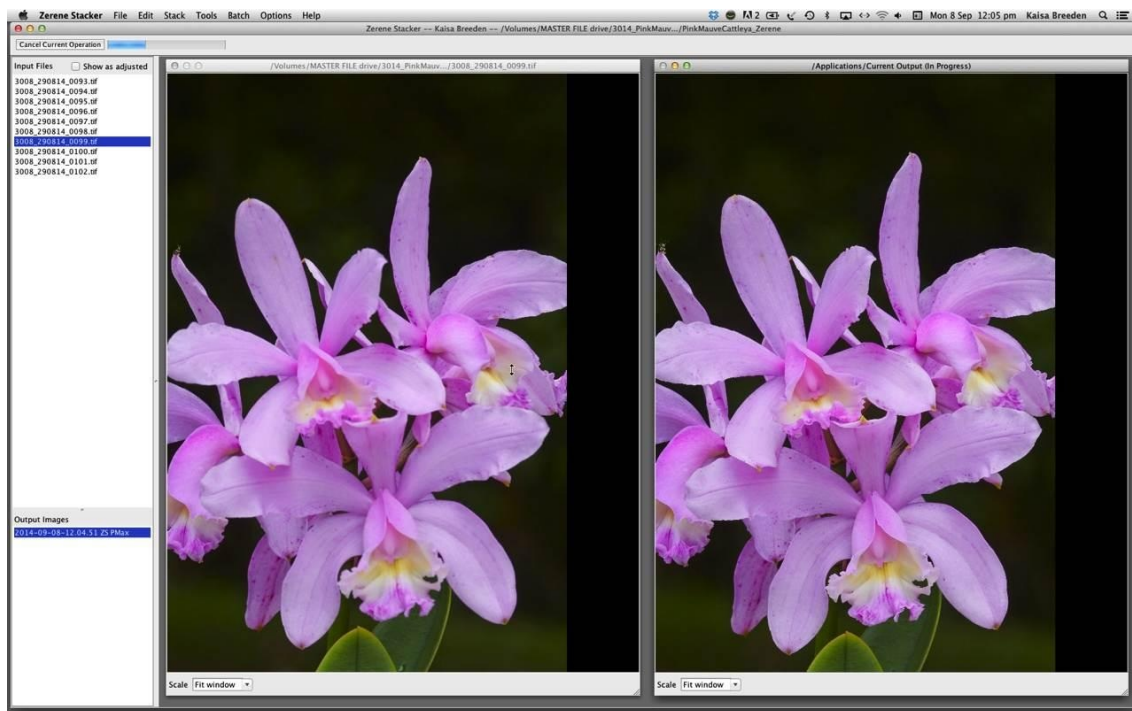 Zerene Stacker File Edit Stack Tools Batch Options Help 2 Mon 8 Sep 12:05 pm Kaisa Breeden
Zerene Stacker -- Kaisa Breeden -- /Volumes/MASTER FILE drive/3014_PinkMauv.../PinkMauveCattleya_Zerene
Cancel Current Operation
Input Files Show as adjusted
3008_290814_0093.tif
3008_290814_0094.tif
3008_290814_0095.tif
3008_290814_0096.tif
3008_290814_0097.tif
3008_290814_0098.tif
3008_290814_0099.tif
3008_290814_0100.tif
3008_290814_0101.tif
3008_290814_0102.tif
Output Images
2014-09-08-12.04.51 ZS PMax
/Volumes/MASTER FILE drive/3014_PinkMauv.../3008_290814_0099.tif
Scale Fit window
/Applications/Current Output (In Progress)
Scale Fit window